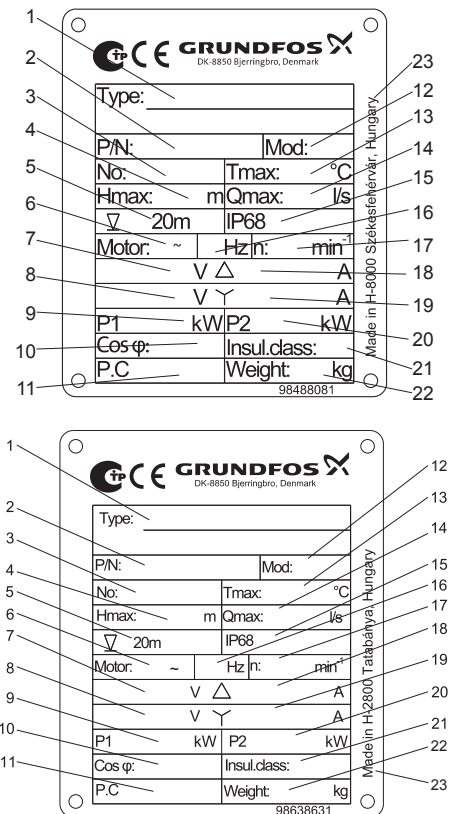 GRUNDFOS
DK-8850 Bjerringbro, Denmark
1
2
3
4
5
6
7
8
9
10
11
Type:
P/N: Mod:
No: Tmax: °C
Hmax: m Qmax: l/s
20m IP68
Motor: ~ Hz n: min⁻¹
V △ A
V A
P1 kW P2 kW
Cos φ: Insul.class:
P.C Weight: kg
98488081
Made in H-8000 Székesfehérvár, Hungary
23
12
13
14
15
16
17
18
19
20
21
22
GRUNDFOS
DK-8850 Bjerringbro, Denmark
1
2
3
4
5
6
7
8
9
10
11
Type:
P/N: Mod:
No: Tmax: °C
Hmax: m Qmax: l/s
20m IP68
Motor: ~ Hz n: min⁻¹
V △ A
V A
P1 kW P2 kW
Cos φ: Insul.class:
P.C Weight: kg
98638631
Made in H-2800 Tatabánya, Hungary
12
13
14
15
16
17
18
19
20
21
22
23